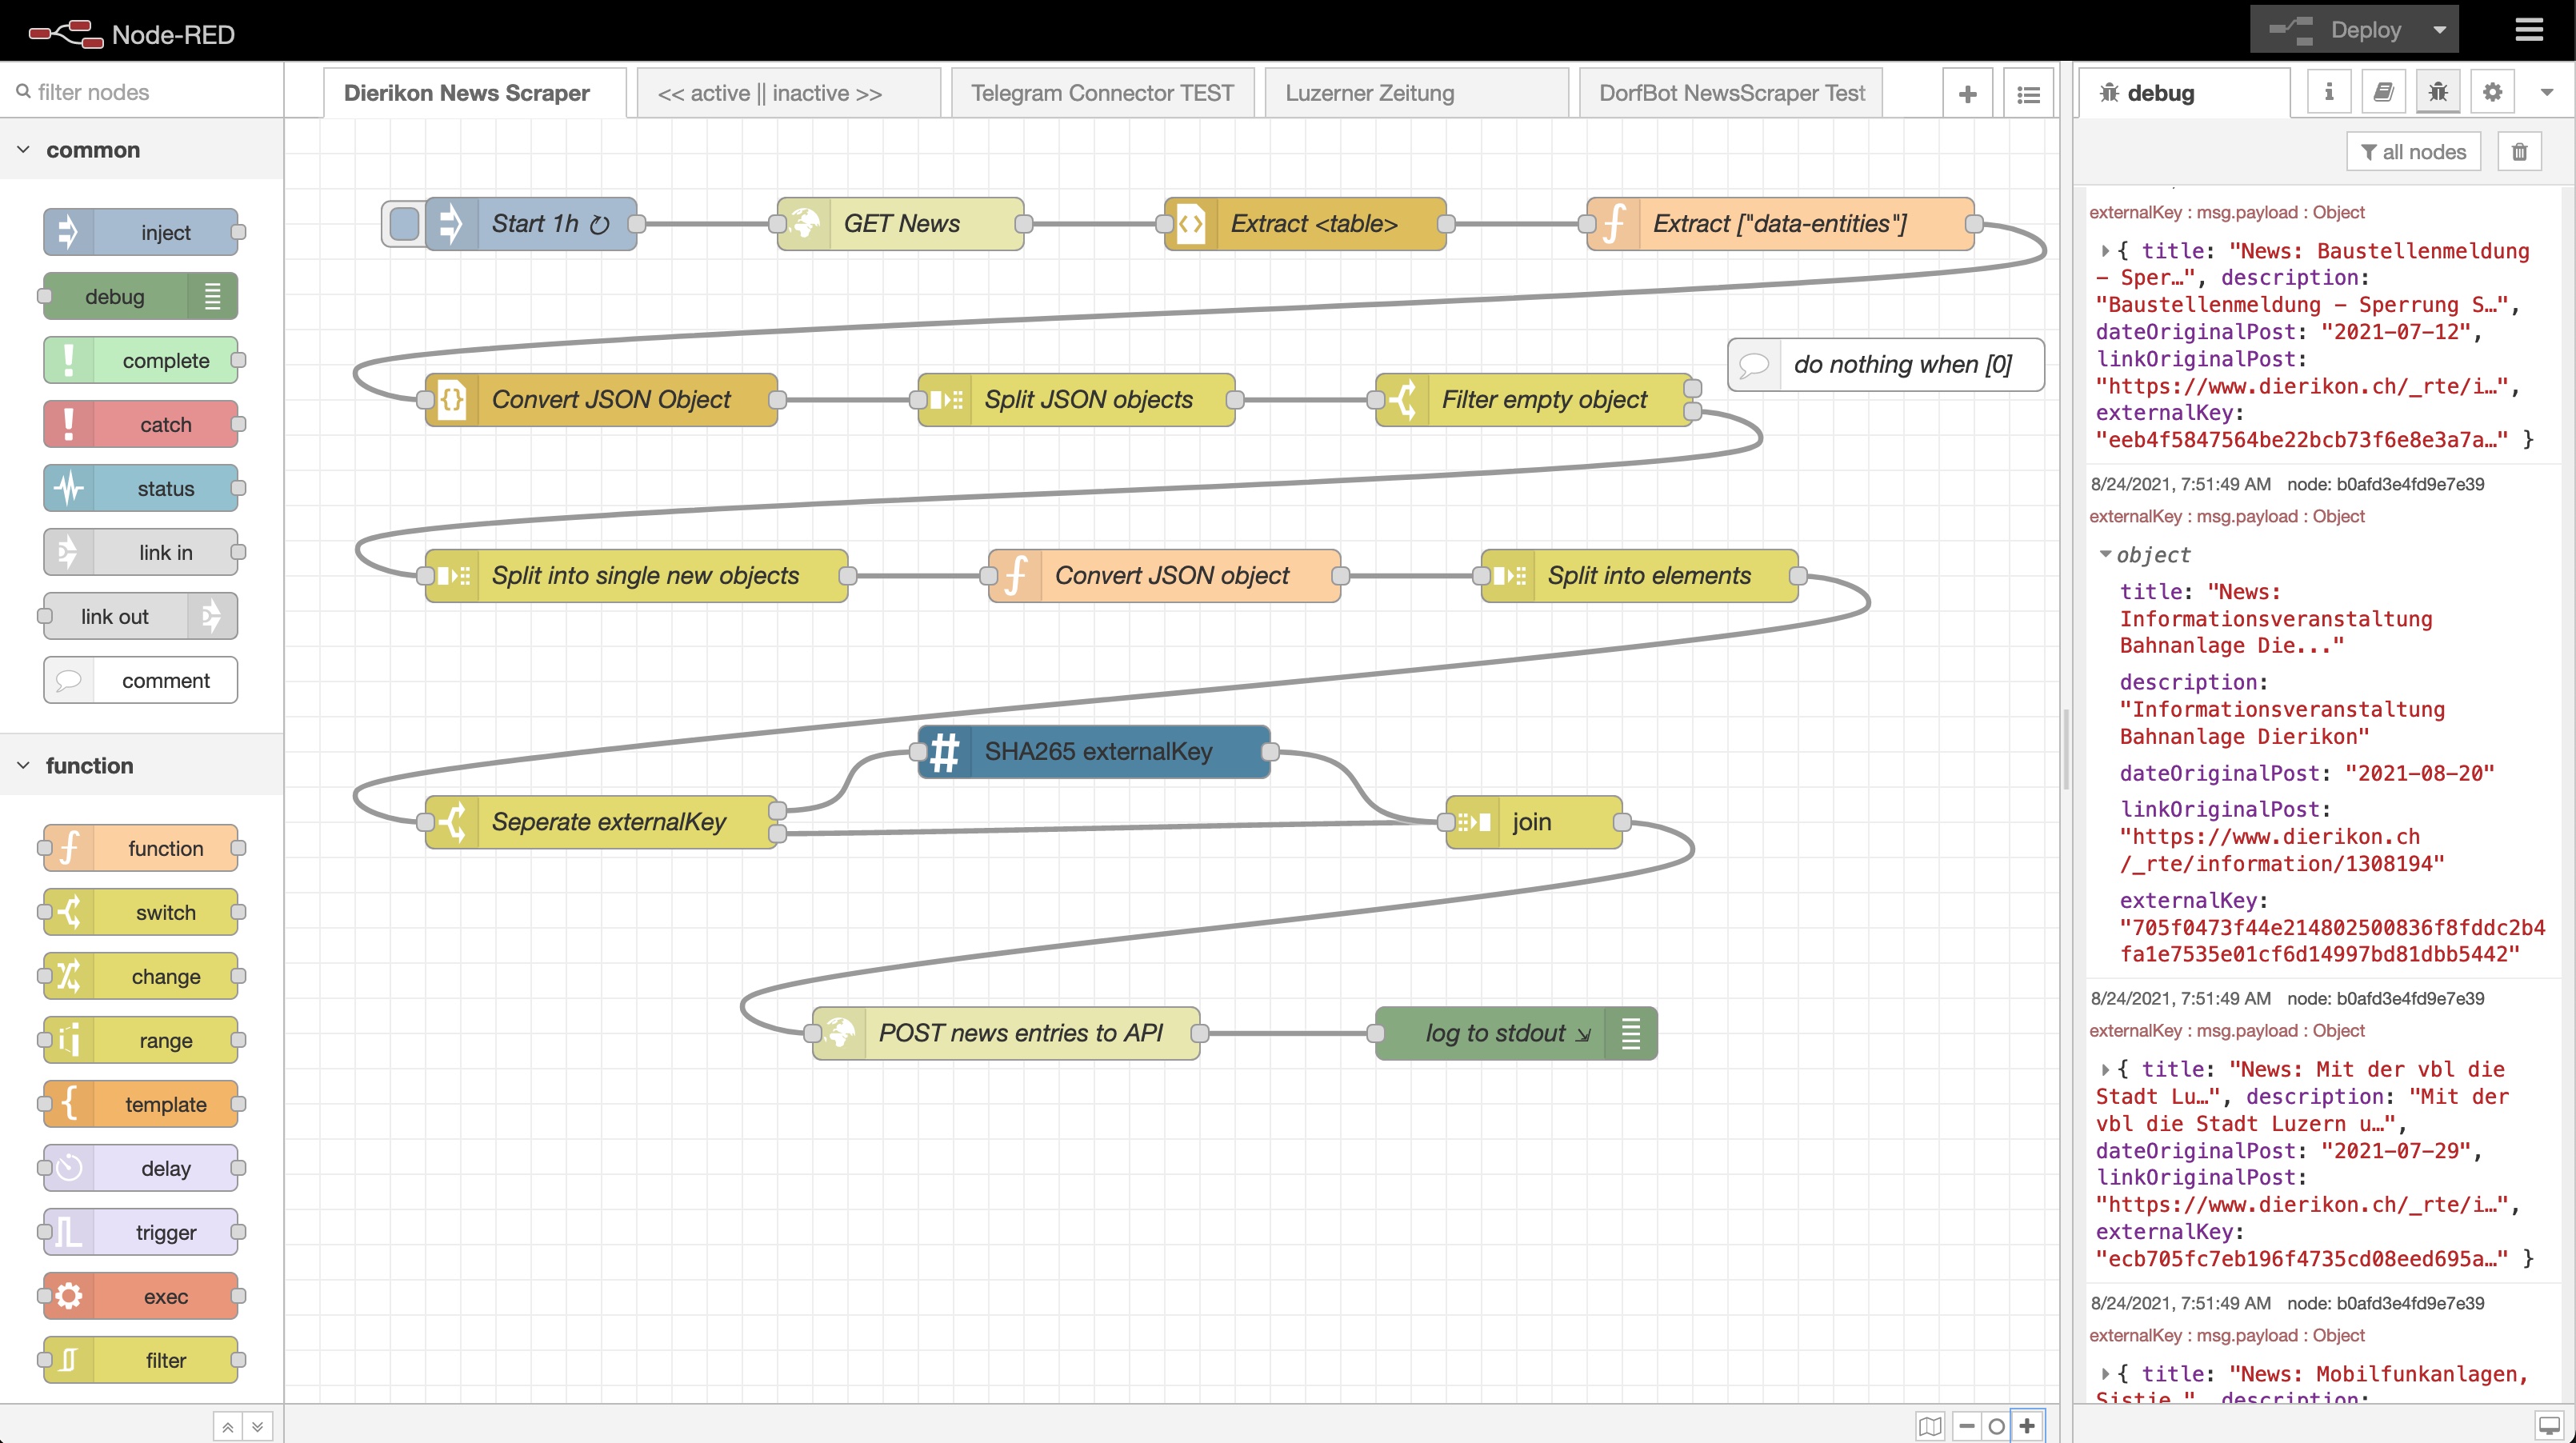 Node-RED
Deploy
filter nodes
Dierikon News Scraper
<< active || inactive >>
Telegram Connector TEST
Luzerner Zeitung
DorfBot NewsScraper Test
debug
all nodes
common
inject
debug
complete
catch
status
link in
link out
comment
function
function
switch
change
range
template
delay
trigger
exec
filter
Start 1h ↻
GET News
Extract <table>
Extract ["data-entities"]
do nothing when [0]
Convert JSON Object
Split JSON objects
Filter empty object
Split into single new objects
Convert JSON object
Split into elements
SHA265 externalKey
Seperate externalKey
join
POST news entries to API
log to stdout ⇲
externalKey : msg.payload : Object
{ title: "News: Baustellenmeldung
– Sper…", description:
"Baustellenmeldung – Sperrung S…",
dateOriginalPost: "2021-07-12",
linkOriginalPost:
"https://www.dierikon.ch/_rte/i…",
externalKey:
"eeb4f5847564be22bcb73f6e8e3a7a…" }
8/24/2021, 7:51:49 AM node: b0afd3e4fd9e7e39
externalKey : msg.payload : Object
object
title: "News:
Informationsveranstaltung
Bahnanlage Die..."
description:
"Informationsveranstaltung
Bahnanlage Dierikon"
dateOriginalPost: "2021-08-20"
linkOriginalPost:
"https://www.dierikon.ch
/_rte/information/1308194"
externalKey:
"705f0473f44e214802500836f8fddc2b4
fa1e7535e01cf6d14997bd81dbb5442"
8/24/2021, 7:51:49 AM node: b0afd3e4fd9e7e39
externalKey : msg.payload : Object
{ title: "News: Mit der vbl die
Stadt Lu…", description: "Mit der
vbl die Stadt Luzern u…",
dateOriginalPost: "2021-07-29",
linkOriginalPost:
"https://www.dierikon.ch/_rte/i…",
externalKey:
"ecb705fc7eb196f4735cd08eed695a…" }
8/24/2021, 7:51:49 AM node: b0afd3e4fd9e7e39
externalKey : msg.payload : Object
{ title: "News: Mobilfunkanlagen,
Sistie…", description: